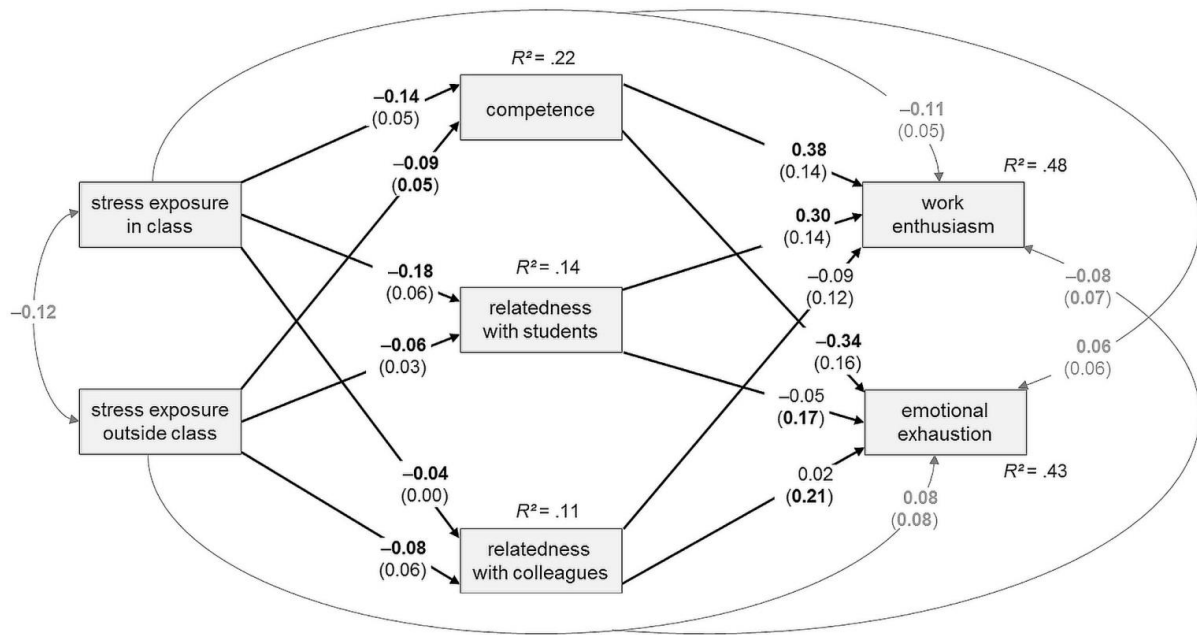 R² = .22
competence
–0.14
(0.05)
–0.11
(0.05)
–0.09
(0.05)
0.38
(0.14)
R² = .48
stress exposure
in class
work
enthusiasm
0.30
(0.14)
–0.18
(0.06)
R² = .14
–0.09
(0.12)
–0.08
(0.07)
–0.12
relatedness
with students
–0.06
(0.03)
–0.34
(0.16)
0.06
(0.06)
stress exposure
outside class
–0.05
(0.17)
emotional
exhaustion
–0.04
(0.00)
0.02
(0.21)
R² = .43
0.08
(0.08)
R² = .11
–0.08
(0.06)
relatedness
with colleagues